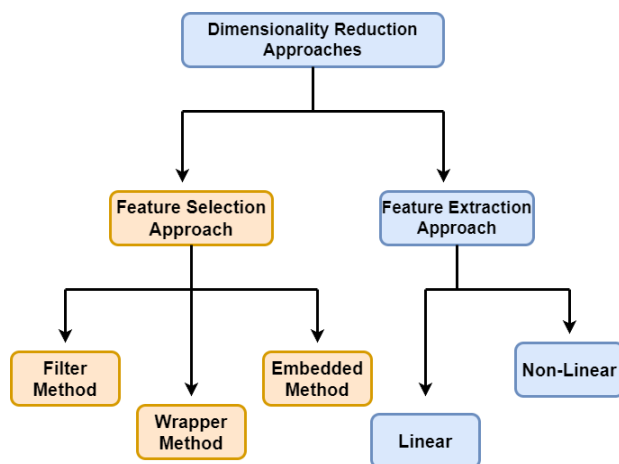 Dimensionality Reduction
Approaches
Feature Selection
Approach
Feature Extraction
Approach
Filter
Method
Wrapper
Method
Embedded
Method
Linear
Non-Linear